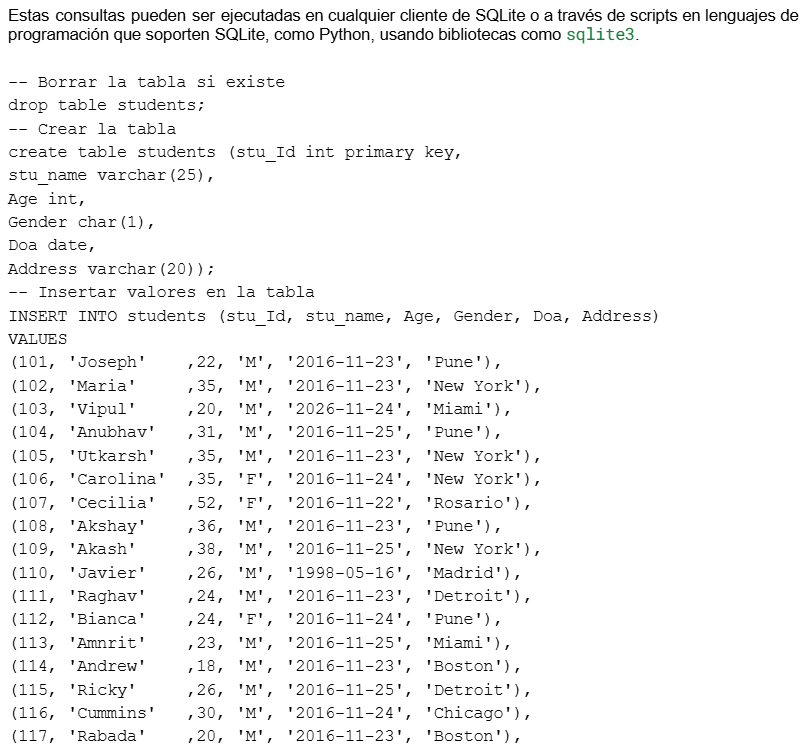 Estas consultas pueden ser ejecutadas en cualquier cliente de SQLite o a través de scripts en lenguajes de
programación que soporten SQLite, como Python, usando bibliotecas como sqlite3.
-- Borrar la tabla si existe
drop table students;
-- Crear la tabla
create table students (stu_Id int primary key,
stu_name varchar(25),
Age int,
Gender char(1),
Doa date,
Address varchar(20));
-- Insertar valores en la tabla
INSERT INTO students (stu_Id, stu_name, Age, Gender, Doa, Address)
VALUES
(101, 'Joseph'    ,22, 'M', '2016-11-23', 'Pune'),
(102, 'Maria'     ,35, 'M', '2016-11-23', 'New York'),
(103, 'Vipul'     ,20, 'M', '2026-11-24', 'Miami'),
(104, 'Anubhav'   ,31, 'M', '2016-11-25', 'Pune'),
(105, 'Utkarsh'   ,35, 'M', '2016-11-23', 'New York'),
(106, 'Carolina'  ,35, 'F', '2016-11-24', 'New York'),
(107, 'Cecilia'   ,52, 'F', '2016-11-22', 'Rosario'),
(108, 'Akshay'    ,36, 'M', '2016-11-23', 'Pune'),
(109, 'Akash'     ,38, 'M', '2016-11-25', 'New York'),
(110, 'Javier'    ,26, 'M', '1998-05-16', 'Madrid'),
(111, 'Raghav'    ,24, 'M', '2016-11-23', 'Detroit'),
(112, 'Bianca'    ,24, 'F', '2016-11-24', 'Pune'),
(113, 'Amnrit'    ,23, 'M', '2016-11-25', 'Miami'),
(114, 'Andrew'    ,18, 'M', '2016-11-23', 'Boston'),
(115, 'Ricky'     ,26, 'M', '2016-11-25', 'Detroit'),
(116, 'Cummins'   ,30, 'M', '2016-11-24', 'Chicago'),
(117, 'Rabada'    ,20, 'M', '2016-11-23', 'Boston'),